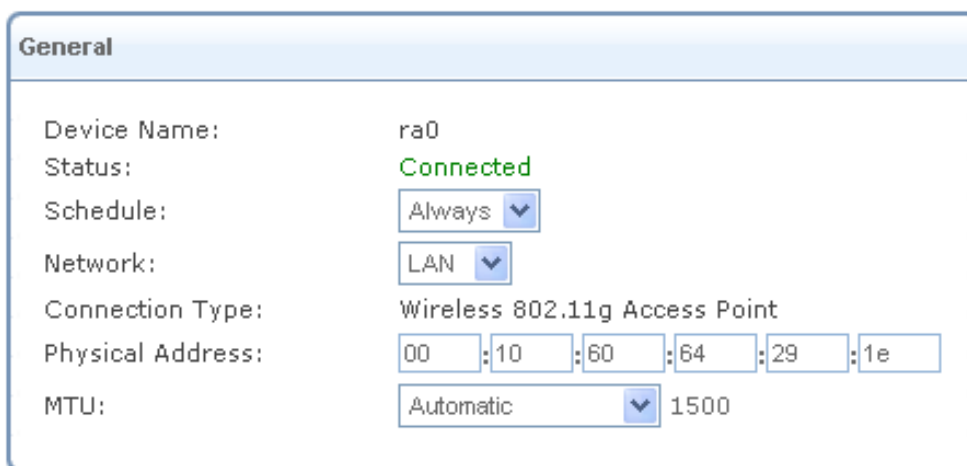 General
Device Name: ra0
Status: Connected
Schedule: Always
Network: LAN
Connection Type: Wireless 802.11g Access Point
Physical Address: 00 : 10 : 60 : 64 : 29 : 1e
MTU: Automatic 1500